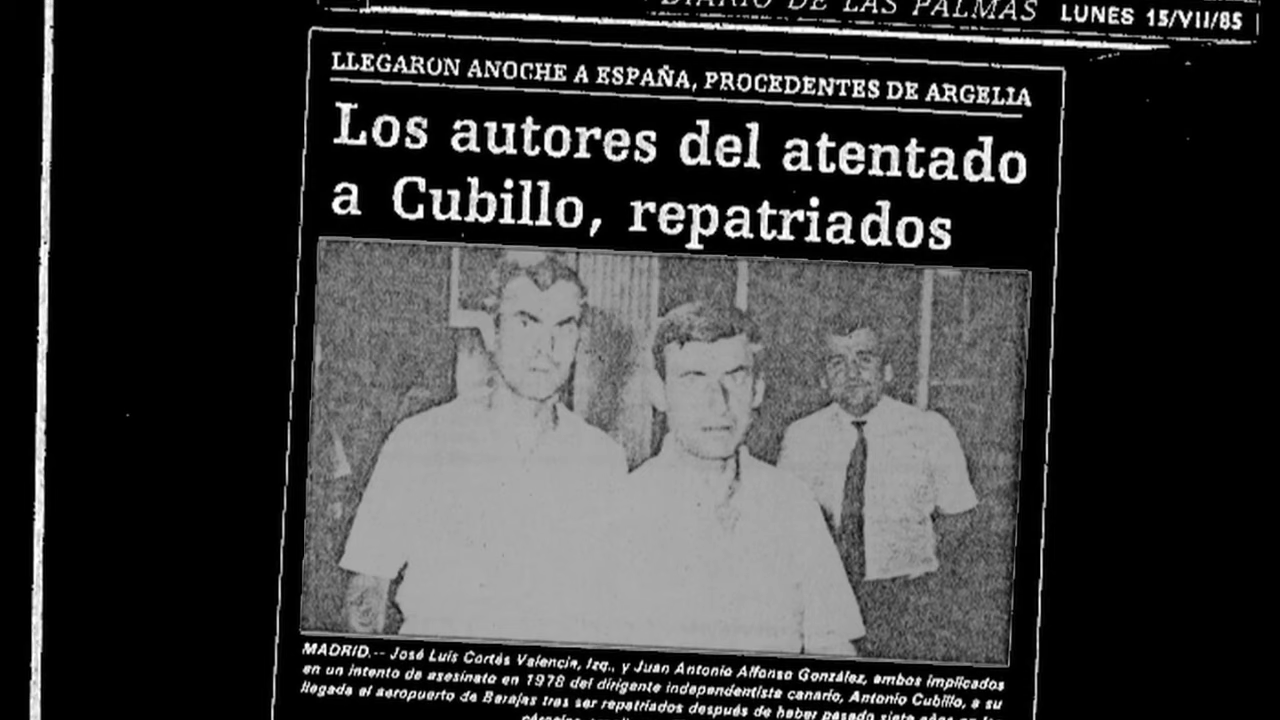 DIARIO DE LAS PALMAS LUNES 15/VII/85
LLEGARON ANOCHE A ESPAÑA, PROCEDENTES DE ARGELIA
Los autores del atentado
a Cubillo, repatriados
MADRID.-- José Luis Cortés Valencia, izq., y Juan Antonio Alfonso González, ambos implicados
en un intento de asesinato en 1978 del dirigente independentista canario, Antonio Cubillo, a su
llegada al aeropuerto de Barajas tras ser repatriados después de haber pasado siete años en